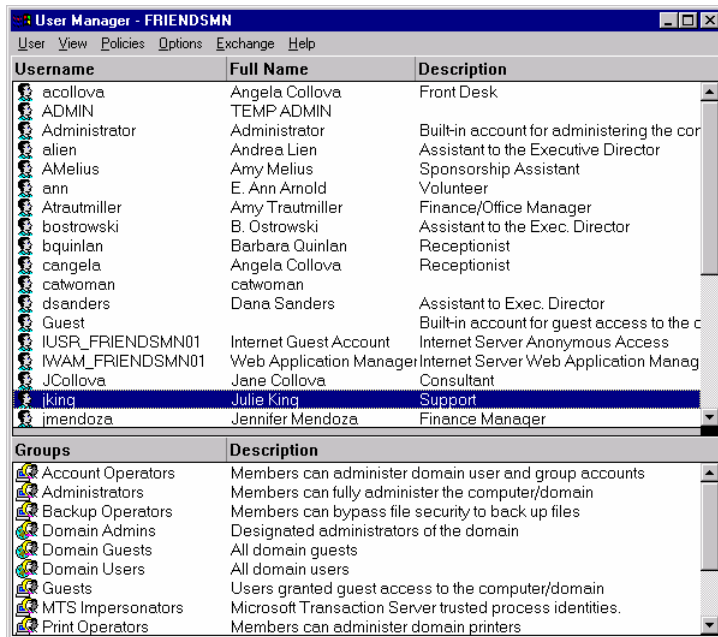 User Manager - FRIENDSMN
User View Policies Options Exchange Help
Username Full Name Description
acollova Angela Collova Front Desk
ADMIN TEMP ADMIN
Administrator Administrator Built-in account for administering the cor
alien Andrea Lien Assistant to the Executive Director
AMelius Amy Melius Sponsorship Assistant
ann E. Ann Arnold Volunteer
Atrautmiller Amy Trautmiller Finance/Office Manager
bostrowski B. Ostrowski Assistant to the Exec. Director
bquinlan Barbara Quinlan Receptionist
cangela Angela Collova Receptionist
catwoman catwoman
dsanders Dana Sanders Assistant to Exec. Director
Guest Built-in account for guest access to the c
IUSR_FRIENDSMN01 Internet Guest Account Internet Server Anonymous Access
IWAM_FRIENDSMN01 Web Application Manager Internet Server Web Application Manag
JCollova Jane Collova Consultant
jking Julie King Support
jmendoza Jennifer Mendoza Finance Manager
Groups Description
Account Operators Members can administer domain user and group accounts
Administrators Members can fully administer the computer/domain
Backup Operators Members can bypass file security to back up files
Domain Admins Designated administrators of the domain
Domain Guests All domain guests
Domain Users All domain users
Guests Users granted guest access to the computer/domain
MTS Impersonators Microsoft Transaction Server trusted process identities.
Print Operators Members can administer domain printers